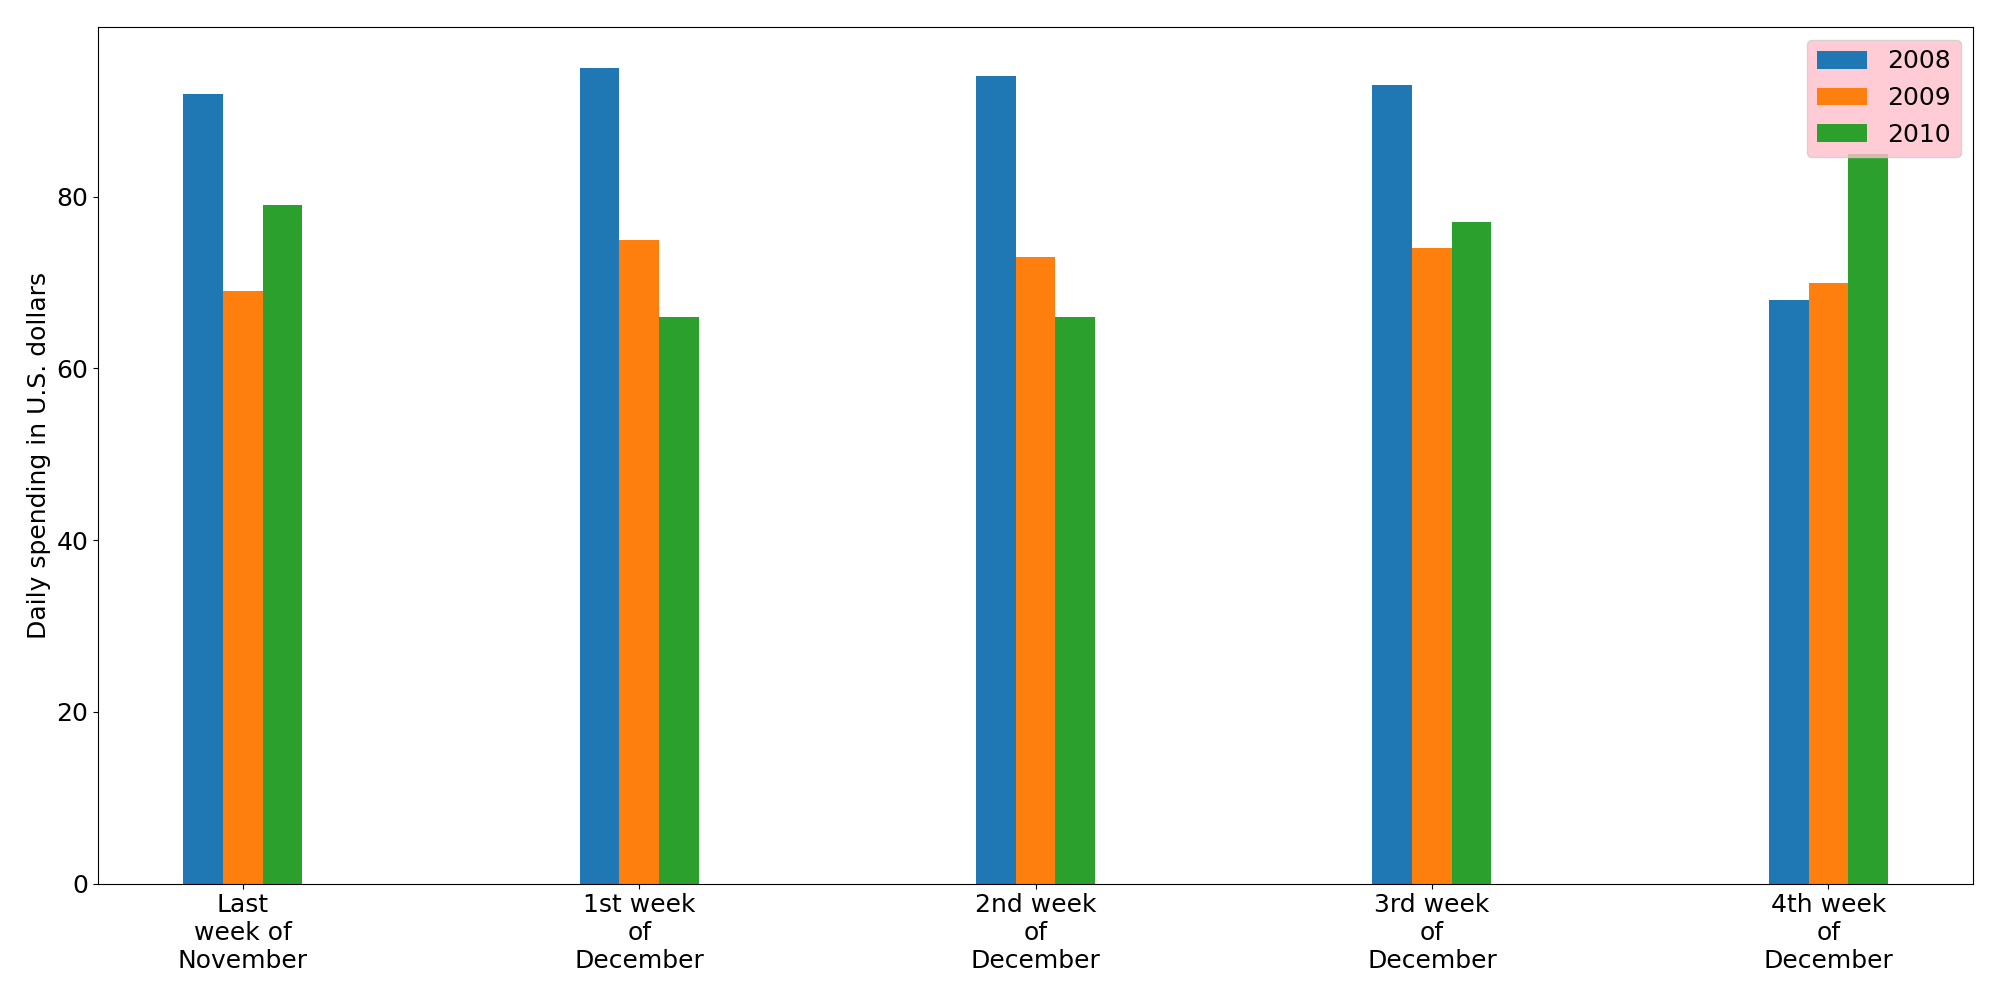 2008
2009
2010
80
60
40
20
0
Daily spending in U.S. dollars
Last
week of
November
1st week
of
December
2nd week
of
December
3rd week
of
December
4th week
of
December